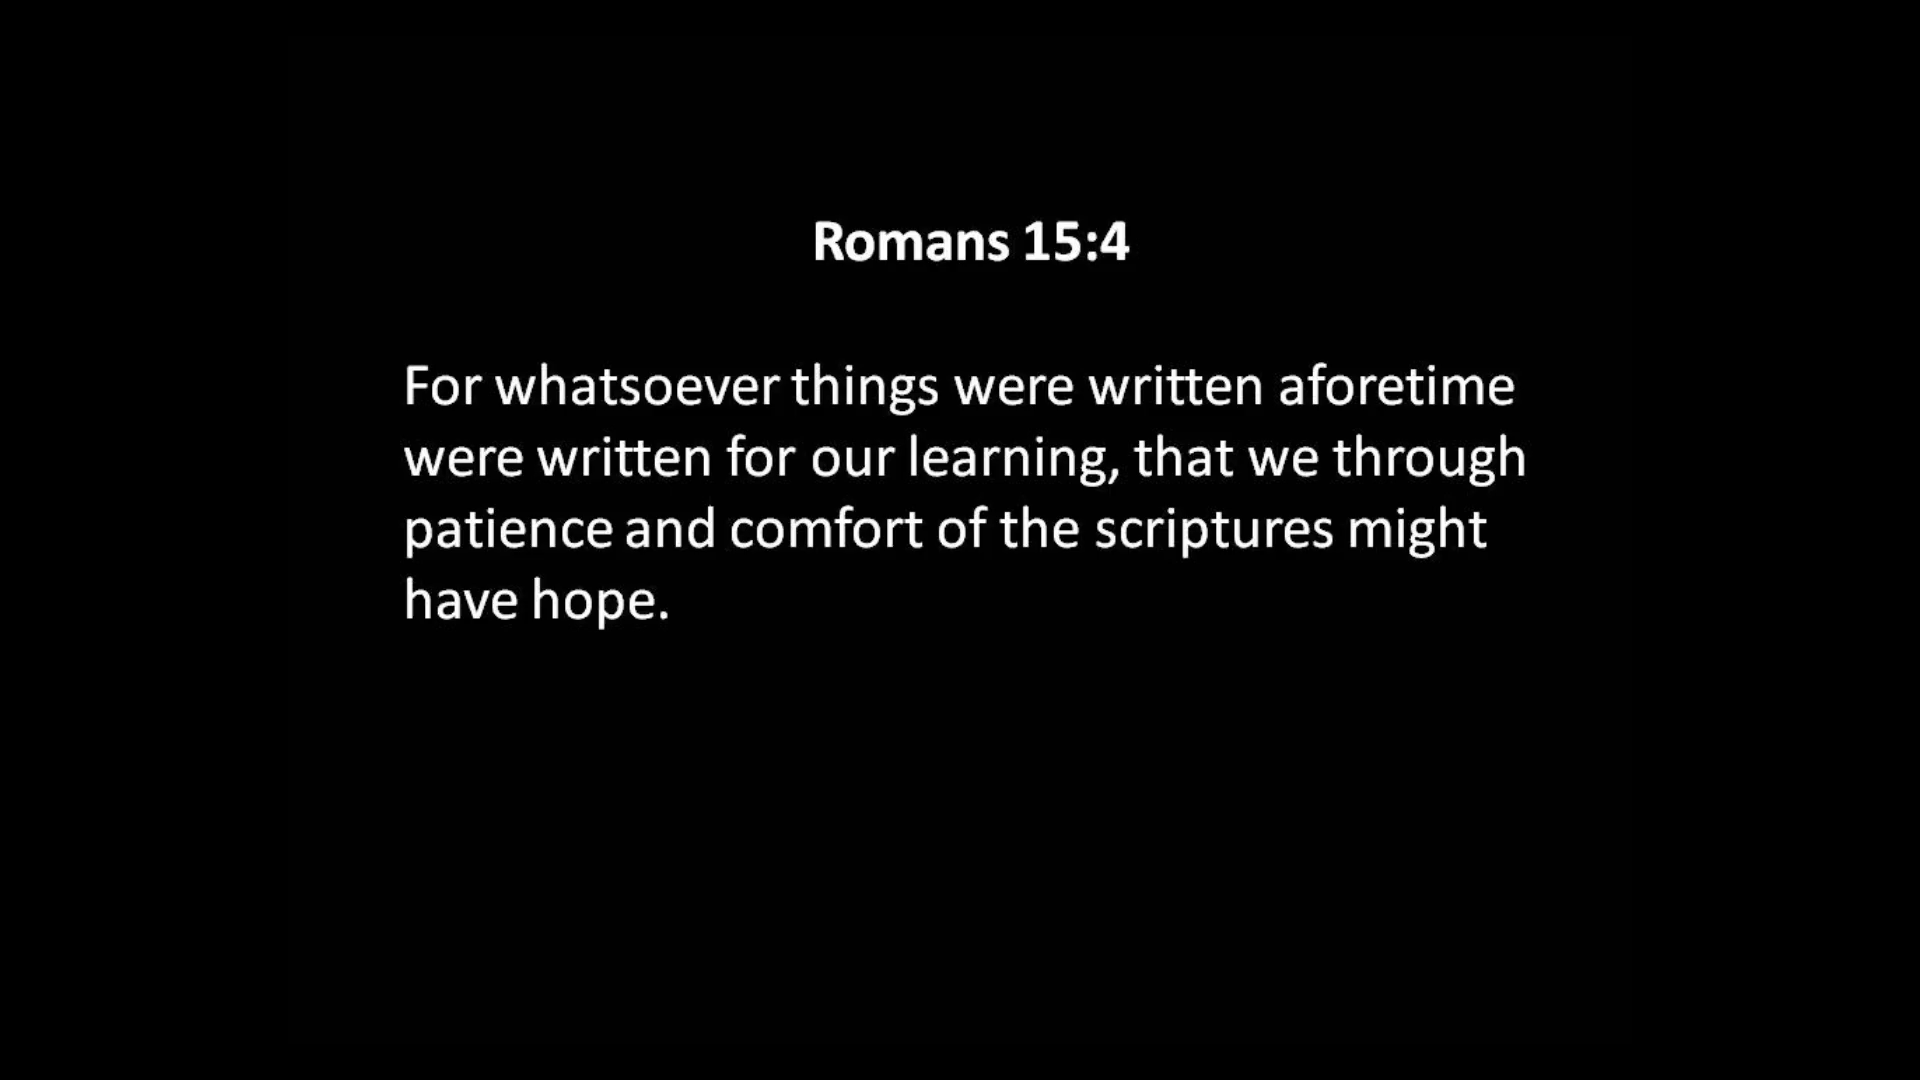 Romans 15:4
For whatsoever things were written aforetime
were written for our learning, that we through
patience and comfort of the scriptures might
have hope.